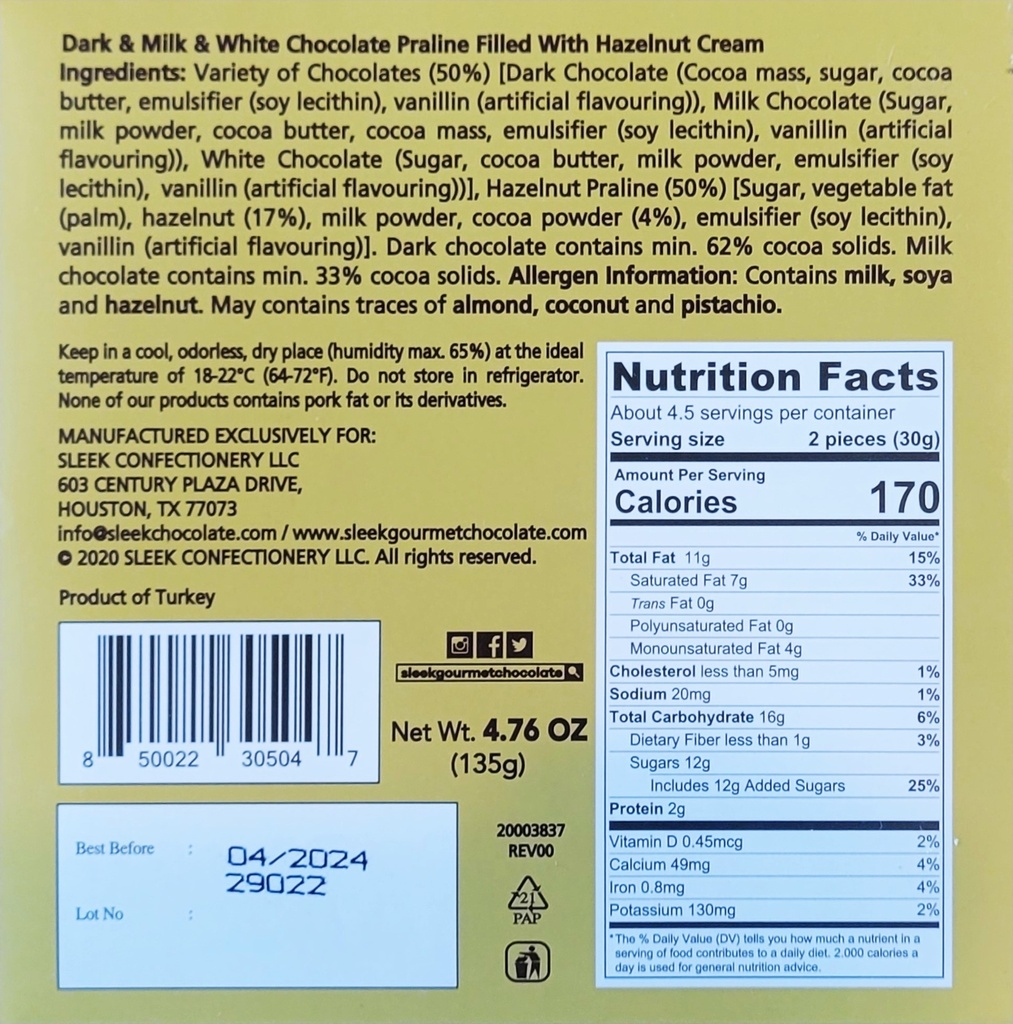 Dark & Milk & White Chocolate Praline Filled With Hazelnut Cream
Ingredients: Variety of Chocolates (50%) [Dark Chocolate (Cocoa mass, sugar, cocoa
butter, emulsifier (soy lecithin), vanillin (artificial flavouring)), Milk Chocolate (Sugar,
milk powder, cocoa butter, cocoa mass, emulsifier (soy lecithin), vanillin (artificial
flavouring)), White Chocolate (Sugar, cocoa butter, milk powder, emulsifier (soy
lecithin), vanillin (artificial flavouring))], Hazelnut Praline (50%) [Sugar, vegetable fat
(palm), hazelnut (17%), milk powder, cocoa powder (4%), emulsifier (soy lecithin),
vanillin (artificial flavouring)]. Dark chocolate contains min. 62% cocoa solids. Milk
chocolate contains min. 33% cocoa solids. Allergen Information: Contains milk, soya
and hazelnut. May contains traces of almond, coconut and pistachio.
Keep in a cool, odorless, dry place (humidity max. 65%) at the ideal
temperature of 18-22°C (64-72°F). Do not store in refrigerator.
None of our products contains pork fat or its derivatives.
MANUFACTURED EXCLUSIVELY FOR:
SLEEK CONFECTIONERY LLC
603 CENTURY PLAZA DRIVE,
HOUSTON, TX 77073
info@sleekchocolate.com / www.sleekgourmetchocolate.com
© 2020 SLEEK CONFECTIONERY LLC. All rights reserved.
Product of Turkey
8 50022 30504 7
sleekgourmetchocolate
Net Wt. 4.76 OZ
(135g)
Best Before : 04/2024
29022
Lot No :
20003837
REV00
21
PAP
Nutrition Facts
About 4.5 servings per container
Serving size 2 pieces (30g)
Amount Per Serving
Calories 170
% Daily Value*
Total Fat 11g 15%
Saturated Fat 7g 33%
Trans Fat 0g
Polyunsaturated Fat 0g
Monounsaturated Fat 4g
Cholesterol less than 5mg 1%
Sodium 20mg 1%
Total Carbohydrate 16g 6%
Dietary Fiber less than 1g 3%
Sugars 12g
Includes 12g Added Sugars 25%
Protein 2g
Vitamin D 0.45mcg 2%
Calcium 49mg 4%
Iron 0.8mg 4%
Potassium 130mg 2%
*The % Daily Value (DV) tells you how much a nutrient in a
serving of food contributes to a daily diet. 2.000 calories a
day is used for general nutrition advice.